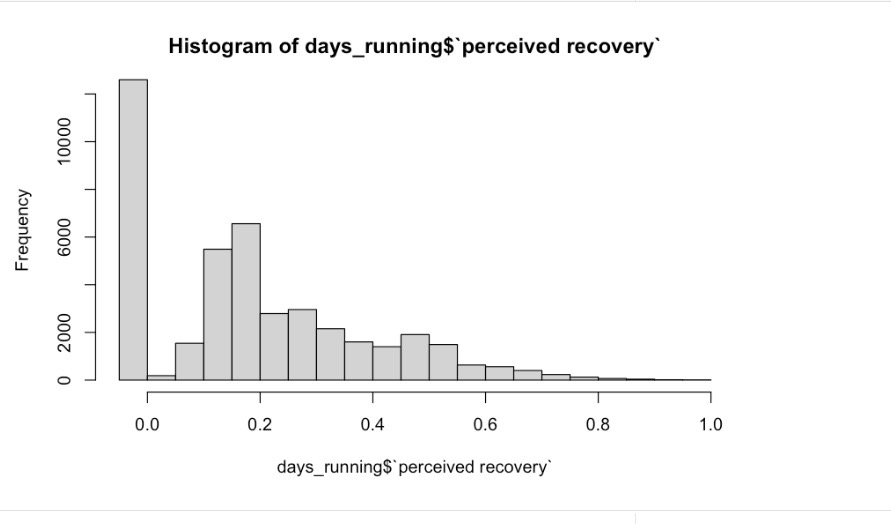 Histogram of days_running$`perceived recovery`
Frequency
10000
6000
2000
0
0.0 0.2 0.4 0.6 0.8 1.0
days_running$`perceived recovery`